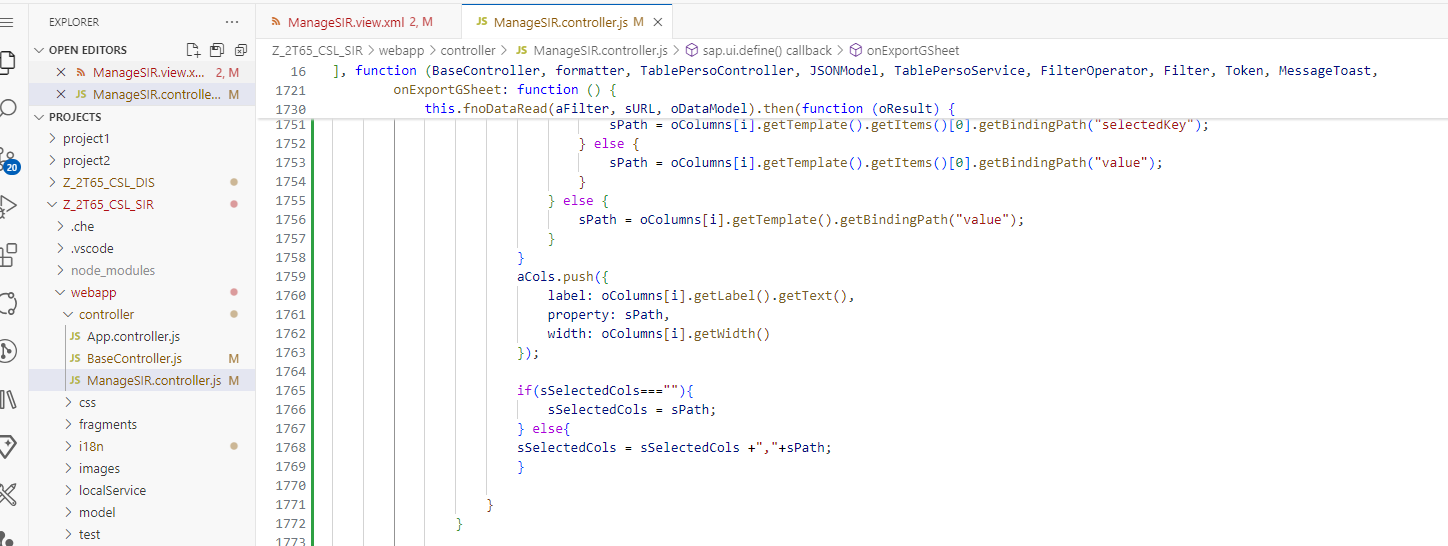 EXPLORER
OPEN EDITORS
ManageSIR.view.x... 2, M
ManageSIR.controlle... M
PROJECTS
project1
project2
Z_2T65_CSL_DIS
Z_2T65_CSL_SIR
.che
.vscode
node_modules
webapp
controller
JS App.controller.js
JS BaseController.js M
JS ManageSIR.controller.js M
css
fragments
i18n
images
localService
model
test
20
ManageSIR.view.xml 2, M
JS ManageSIR.controller.js M
Z_2T65_CSL_SIR > webapp > controller > JS ManageSIR.controller.js > sap.ui.define() callback > onExportGSheet
16 ], function (BaseController, formatter, TablePersoController, JSONModel, TablePersoService, FilterOperator, Filter, Token, MessageToast,
1721 onExportGSheet: function () {
1730 this.fnoDataRead(aFilter, sURL, oDataModel).then(function (oResult) {
1751 sPath = oColumns[i].getTemplate().getItems()[0].getBindingPath("selectedKey");
1752 } else {
1753 sPath = oColumns[i].getTemplate().getItems()[0].getBindingPath("value");
1754 }
1755 } else {
1756 sPath = oColumns[i].getTemplate().getBindingPath("value");
1757 }
1758 }
1759 aCols.push({
1760 label: oColumns[i].getLabel().getText(),
1761 property: sPath,
1762 width: oColumns[i].getWidth()
1763 });
1764
1765 if(sSelectedCols===""){
1766 sSelectedCols = sPath;
1767 } else{
1768 sSelectedCols = sSelectedCols +","+sPath;
1769 }
1770
1771 }
1772 }
1773